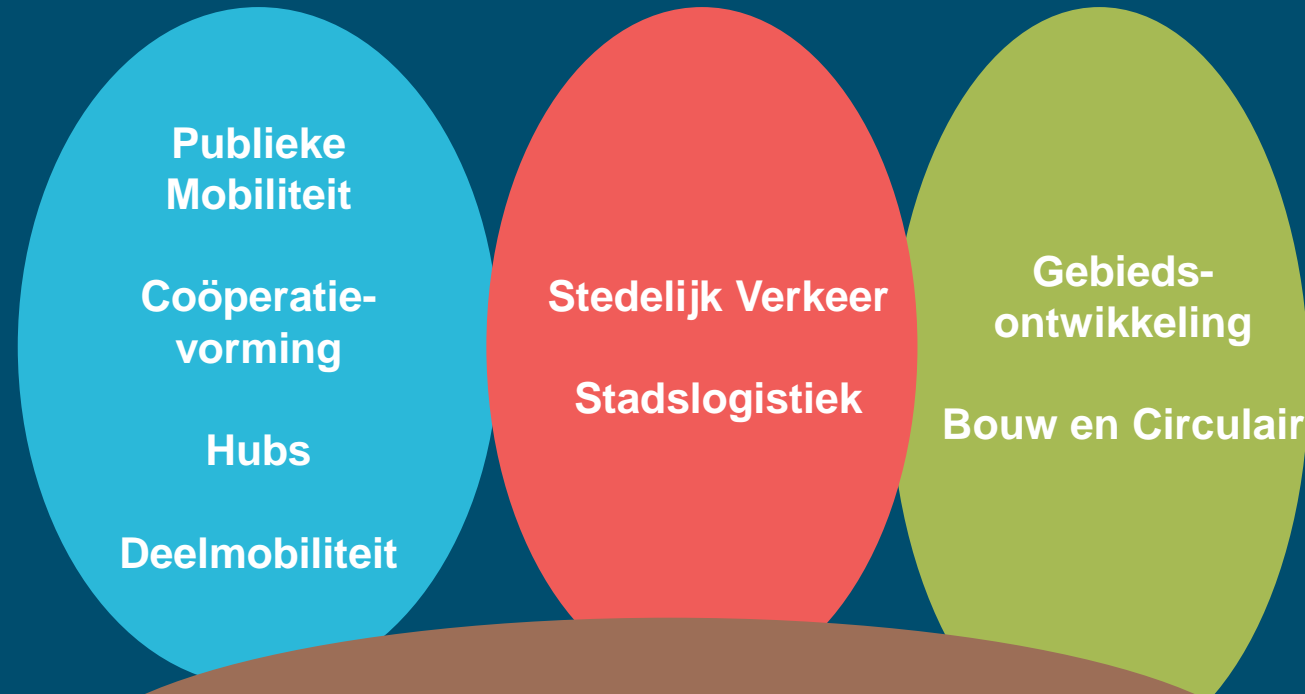 Publieke
Mobiliteit
Coöperatie-
vorming
Hubs
Deelmobiliteit
Stedelijk Verkeer
Stadslogistiek
Gebieds-
ontwikkeling
Bouw en Circulair